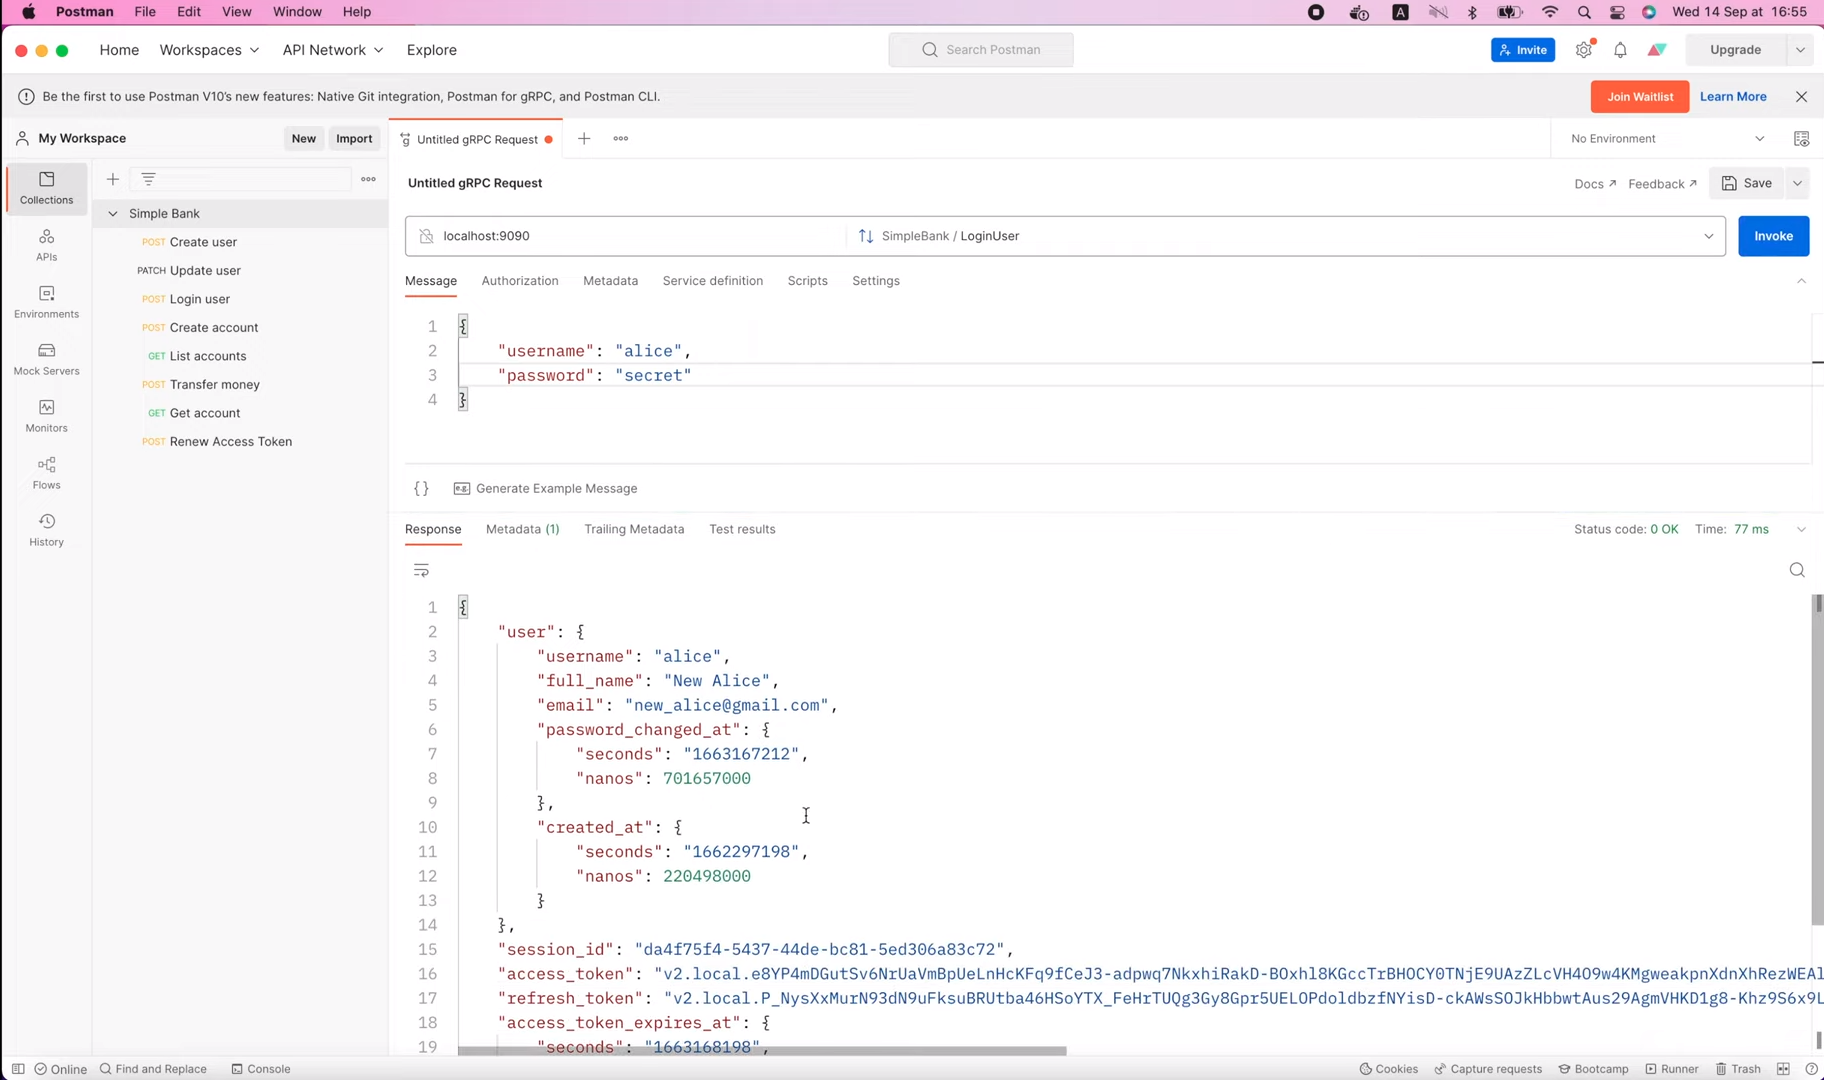 Postman File Edit View Window Help
A
Wed 14 Sep at 16:55
Home Workspaces API Network Explore
Search Postman
Invite
Upgrade
Be the first to use Postman V10's new features: Native Git integration, Postman for gRPC, and Postman CLI.
Join Waitlist Learn More
My Workspace New Import
Untitled gRPC Request
No Environment
Collections
APIs
Environments
Mock Servers
Monitors
Flows
History
Simple Bank
POST Create user
PATCH Update user
POST Login user
POST Create account
GET List accounts
POST Transfer money
GET Get account
POST Renew Access Token
Untitled gRPC Request
Docs Feedback Save
localhost:9090 SimpleBank / LoginUser Invoke
Message Authorization Metadata Service definition Scripts Settings
1 {
2 "username": "alice",
3 "password": "secret"
4 }
{} e.g. Generate Example Message
Response Metadata (1) Trailing Metadata Test results
Status code: 0 OK Time: 77 ms
1 {
2 "user": {
3 "username": "alice",
4 "full_name": "New Alice",
5 "email": "new_alice@gmail.com",
6 "password_changed_at": {
7 "seconds": "1663167212",
8 "nanos": 701657000
9 },
10 "created_at": {
11 "seconds": "1662297198",
12 "nanos": 220498000
13 }
14 },
15 "session_id": "da4f75f4-5437-44de-bc81-5ed306a83c72",
16 "access_token": "v2.local.e8YP4mDGutSv6NrUaVmBpUeLnHcKFq9fCeJ3-adpwq7NkxhiRakD-BOxhl8KGccTrBHOCY0TNjE9UAzZLcVH4O9w4KMgweakpnXdnXhRezWEAl
17 "refresh_token": "v2.local.P_NysXxMurN93dN9uFksuBRUtba46HSoYTX_FeHrTUQg3Gy8Gpr5UELOPdoldbzfNYisD-ckAWsSOJkHbbwtAus29AgmVHKD1g8-Khz9S6x9L
18 "access_token_expires_at": {
19 "seconds": "1663168198",
Online Find and Replace Console
Cookies Capture requests Bootcamp Runner Trash